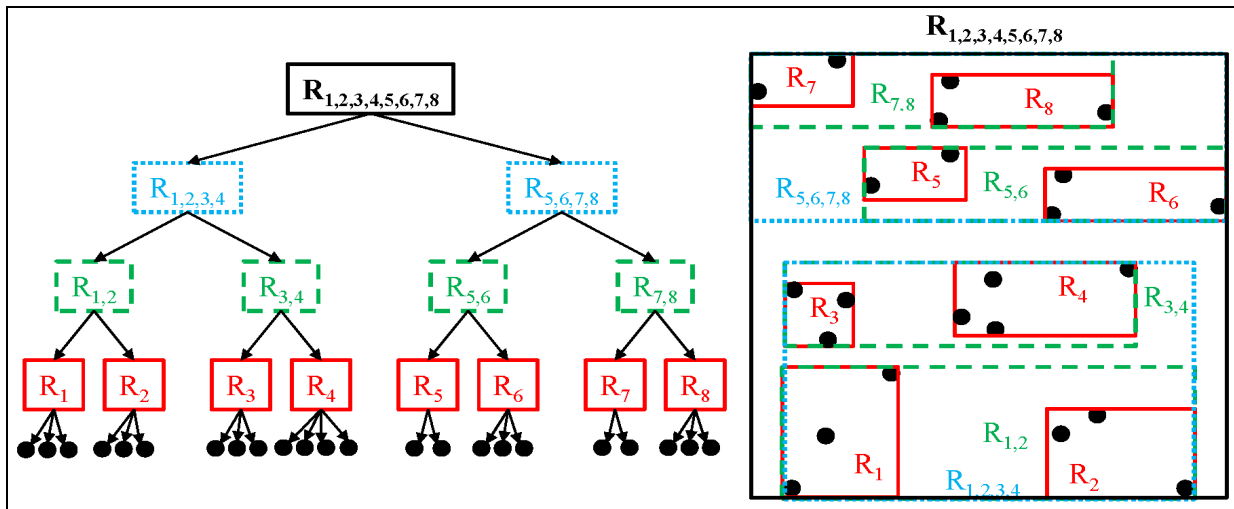 R1,2,3,4,5,6,7,8
R1,2,3,4 R5,6,7,8
R1,2 R3,4 R5,6 R7,8
R1 R2 R3 R4 R5 R6 R7 R8
R1,2,3,4,5,6,7,8
R7 R7,8 R8
R5,6,7,8 R5 R5,6 R6
R3 R4 R3,4
R1 R1,2 R2
R1,2,3,4